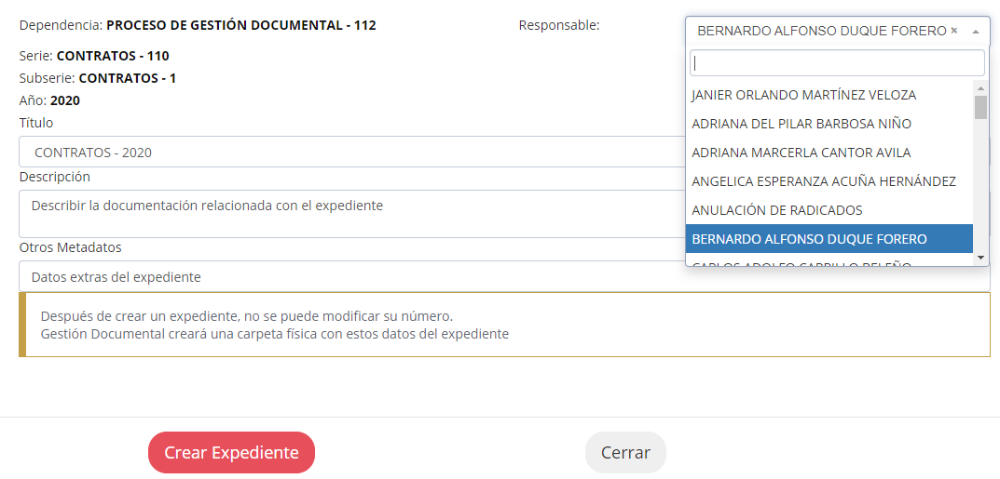 Dependencia: PROCESO DE GESTIÓN DOCUMENTAL - 112
Responsable:
BERNARDO ALFONSO DUQUE FORERO ×
Serie: CONTRATOS - 110
Subserie: CONTRATOS - 1
Año: 2020
Título
CONTRATOS - 2020
Descripción
Describir la documentación relacionada con el expediente
Otros Metadatos
Datos extras del expediente
JANIER ORLANDO MARTÍNEZ VELOZA
ADRIANA DEL PILAR BARBOSA NIÑO
ADRIANA MARCERLA CANTOR AVILA
ANGELICA ESPERANZA ACUÑA HERNÁNDEZ
ANULACIÓN DE RADICADOS
BERNARDO ALFONSO DUQUE FORERO
CARLOS ADOLFO CARRILLO BELEÑO
Después de crear un expediente, no se puede modificar su número.
Gestión Documental creará una carpeta física con estos datos del expediente
Crear Expediente
Cerrar